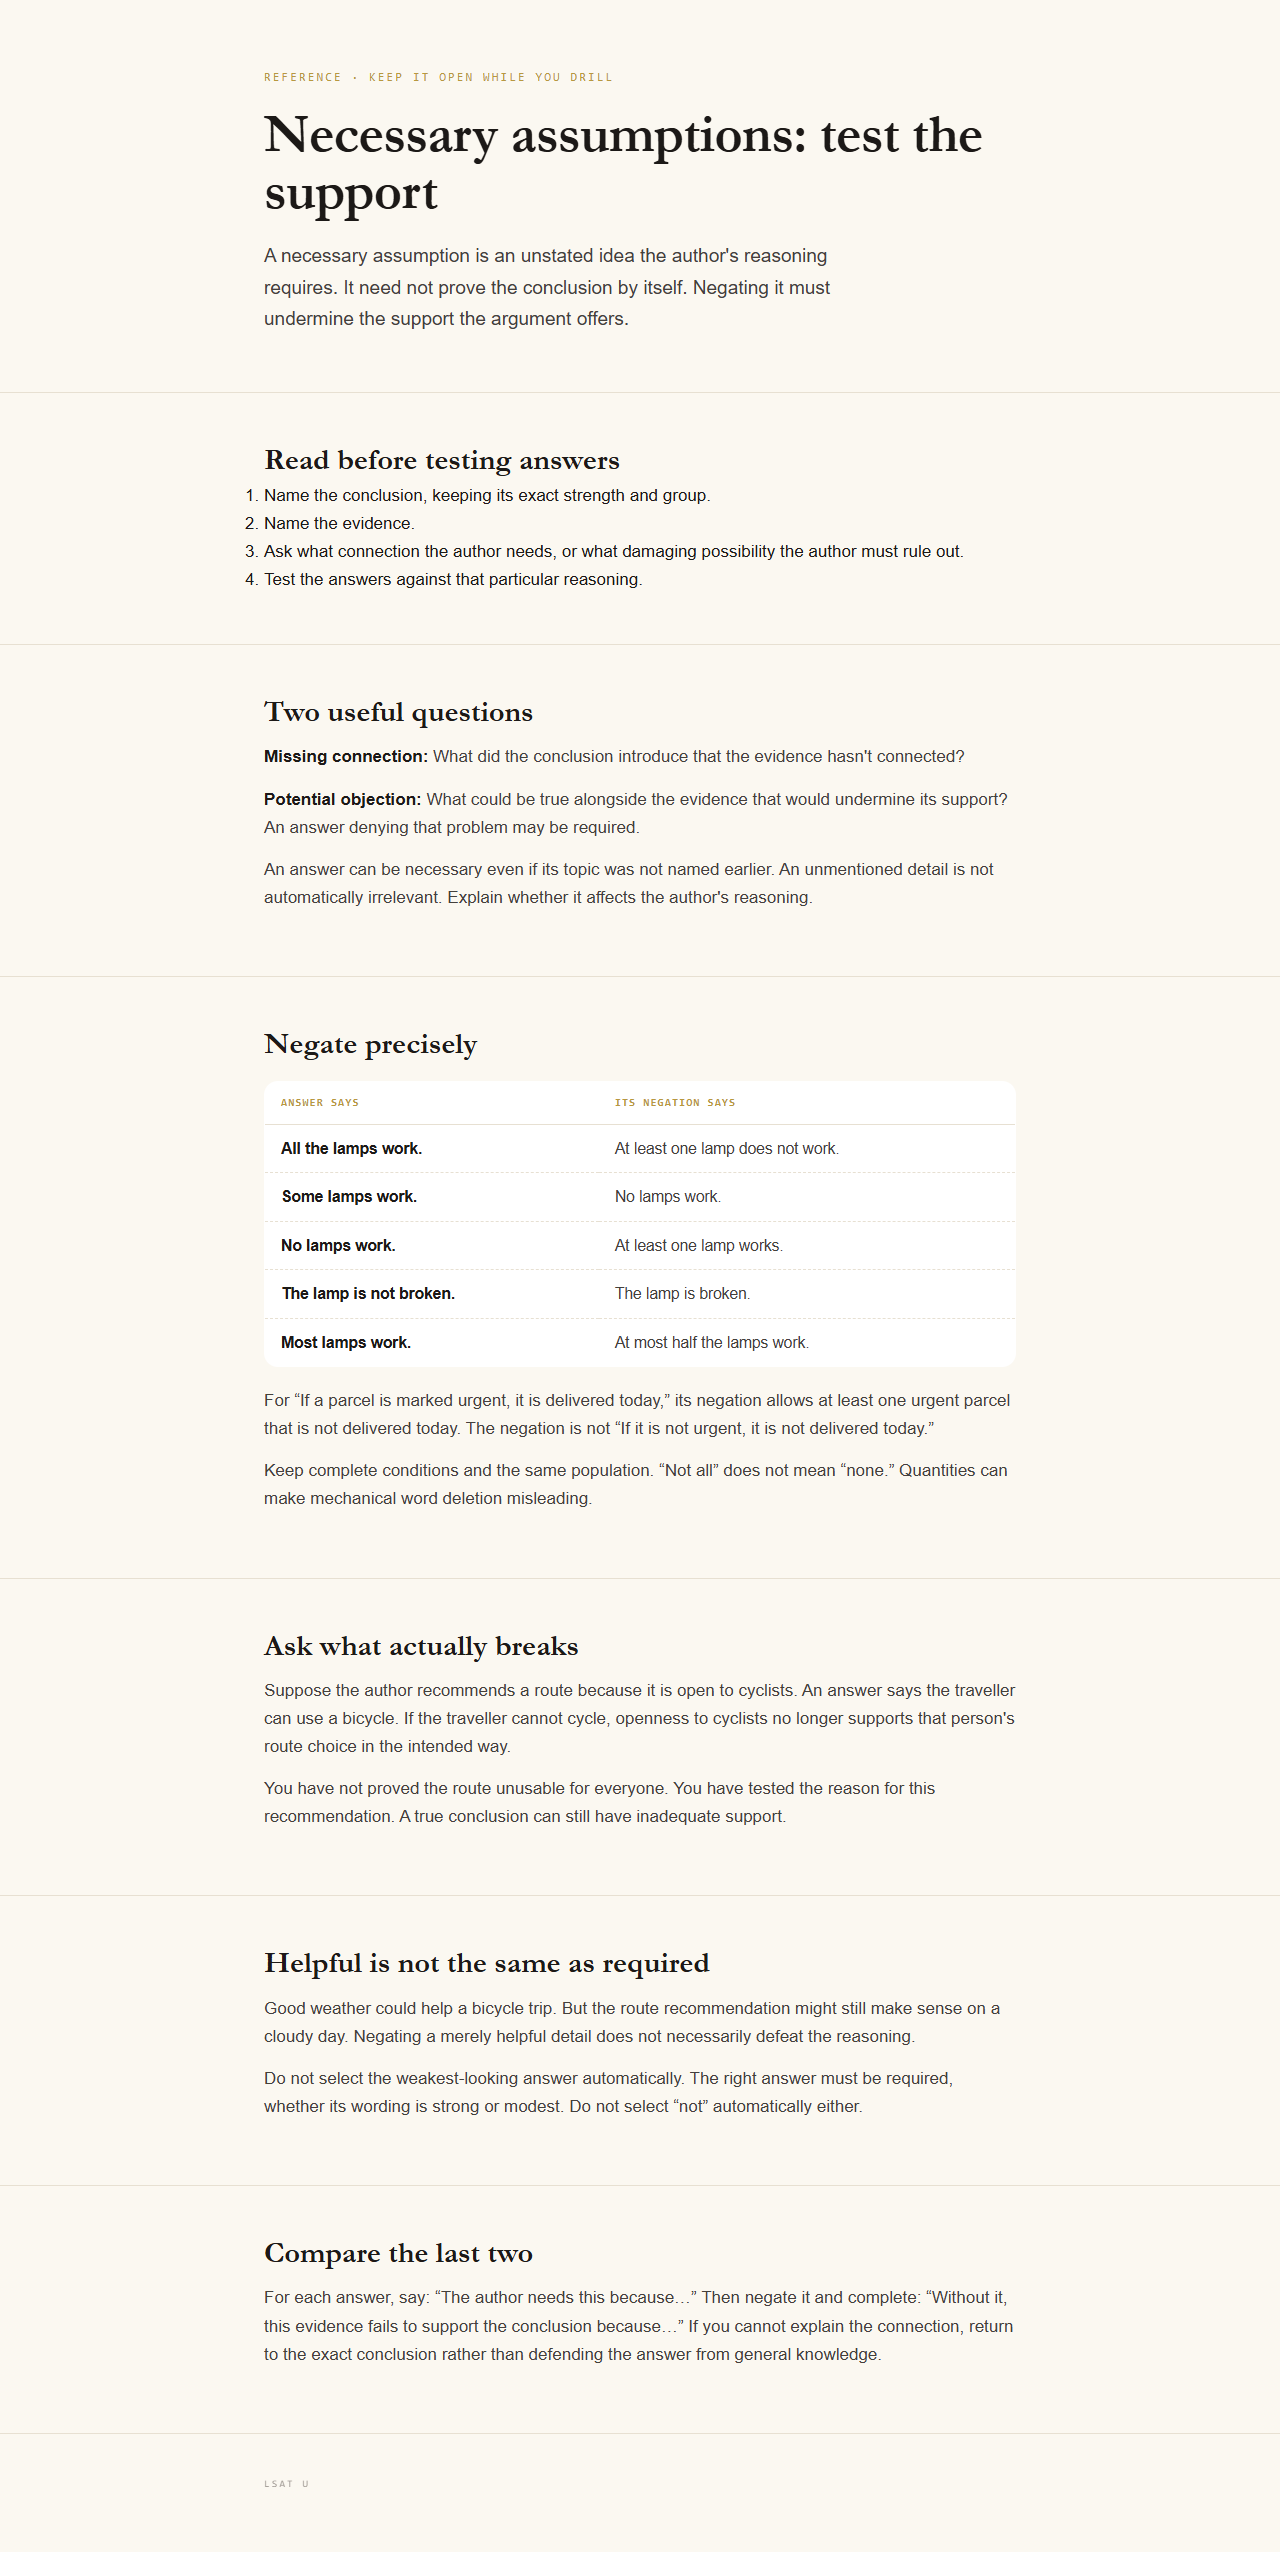 REFERENCE · KEEP IT OPEN WHILE YOU DRILL
Necessary assumptions: test the
support
A necessary assumption is an unstated idea the author's reasoning
requires. It need not prove the conclusion by itself. Negating it must
undermine the support the argument offers.
Read before testing answers
1. Name the conclusion, keeping its exact strength and group.
2. Name the evidence.
3. Ask what connection the author needs, or what damaging possibility the author must rule out.
4. Test the answers against that particular reasoning.
Two useful questions
Missing connection: What did the conclusion introduce that the evidence hasn't connected?
Potential objection: What could be true alongside the evidence that would undermine its support?
An answer denying that problem may be required.
An answer can be necessary even if its topic was not named earlier. An unmentioned detail is not
automatically irrelevant. Explain whether it affects the author's reasoning.
Negate precisely
ANSWER SAYS ITS NEGATION SAYS
All the lamps work. At least one lamp does not work.
Some lamps work. No lamps work.
No lamps work. At least one lamp works.
The lamp is not broken. The lamp is broken.
Most lamps work. At most half the lamps work.
For “If a parcel is marked urgent, it is delivered today,” its negation allows at least one urgent parcel
that is not delivered today. The negation is not “If it is not urgent, it is not delivered today.”
Keep complete conditions and the same population. “Not all” does not mean “none.” Quantities can
make mechanical word deletion misleading.
Ask what actually breaks
Suppose the author recommends a route because it is open to cyclists. An answer says the traveller
can use a bicycle. If the traveller cannot cycle, openness to cyclists no longer supports that person's
route choice in the intended way.
You have not proved the route unusable for everyone. You have tested the reason for this
recommendation. A true conclusion can still have inadequate support.
Helpful is not the same as required
Good weather could help a bicycle trip. But the route recommendation might still make sense on a
cloudy day. Negating a merely helpful detail does not necessarily defeat the reasoning.
Do not select the weakest-looking answer automatically. The right answer must be required,
whether its wording is strong or modest. Do not select “not” automatically either.
Compare the last two
For each answer, say: “The author needs this because…” Then negate it and complete: “Without it,
this evidence fails to support the conclusion because…” If you cannot explain the connection, return
to the exact conclusion rather than defending the answer from general knowledge.
LSAT U